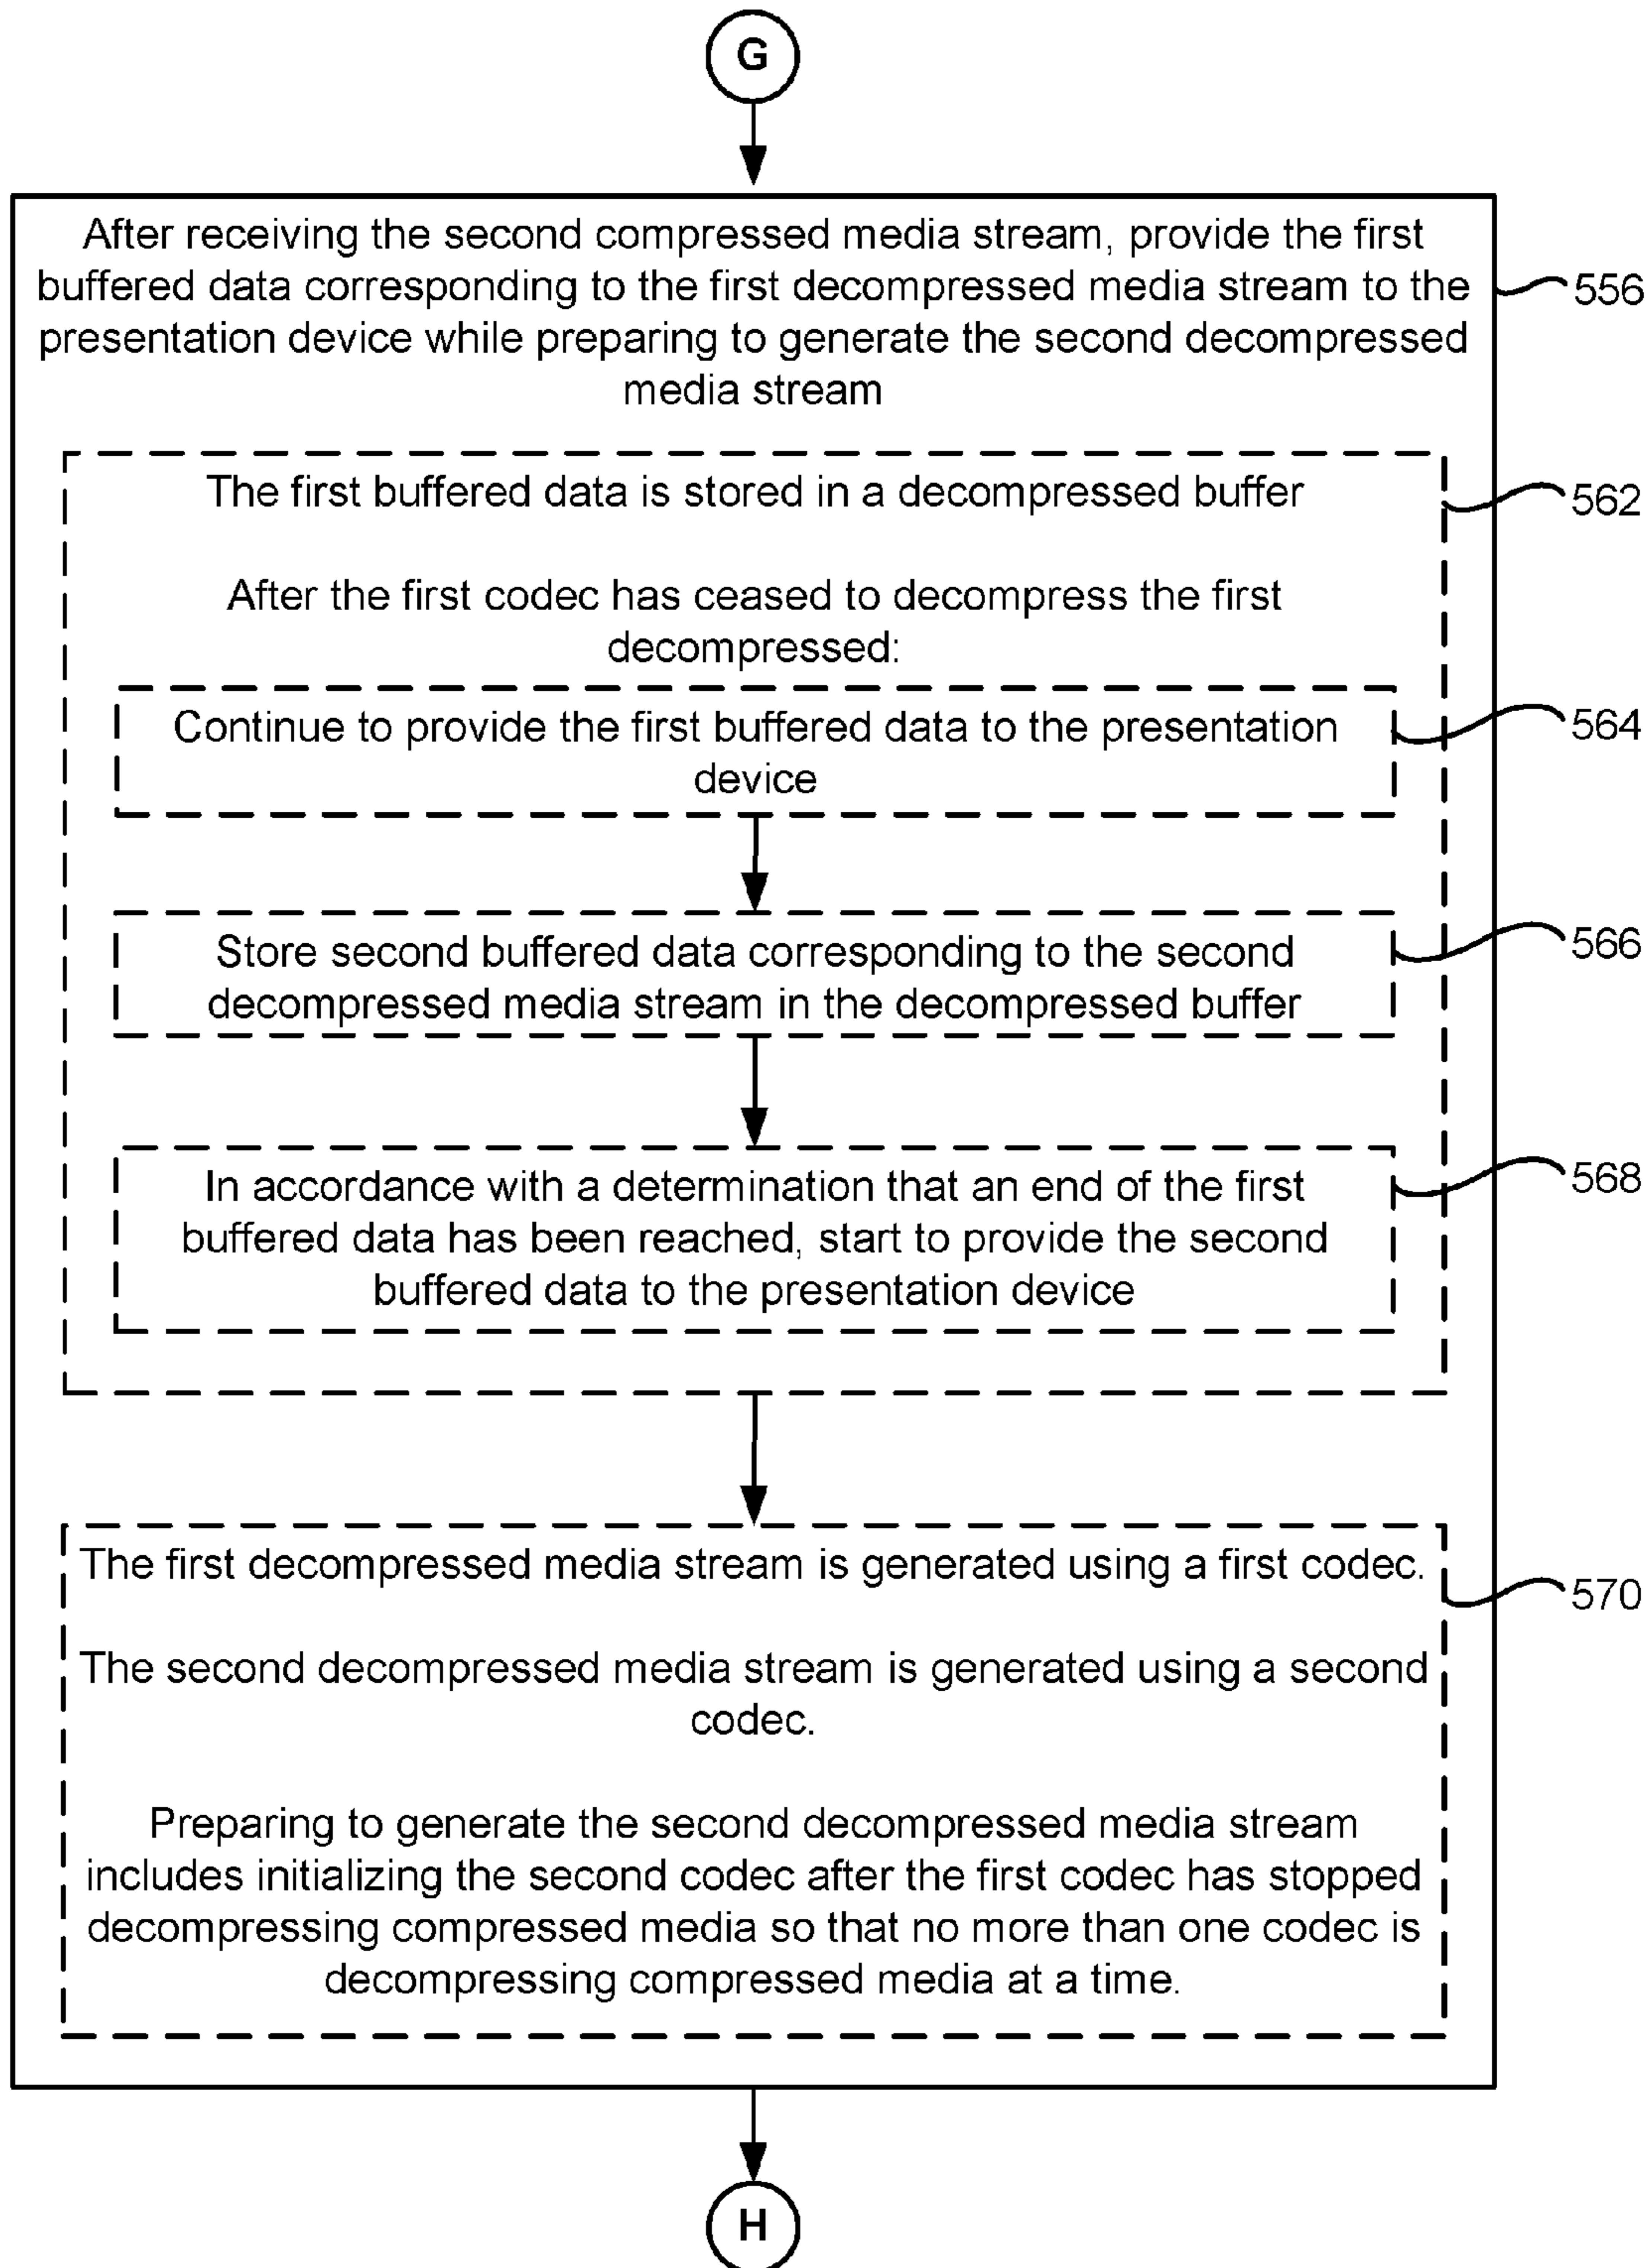 G
After receiving the second compressed media stream, provide the first
buffered data corresponding to the first decompressed media stream to the
presentation device while preparing to generate the second decompressed
media stream
556
The first buffered data is stored in a decompressed buffer
562
After the first codec has ceased to decompress the first
decompressed:
Continue to provide the first buffered data to the presentation
device
564
Store second buffered data corresponding to the second
decompressed media stream in the decompressed buffer
566
In accordance with a determination that an end of the first
buffered data has been reached, start to provide the second
buffered data to the presentation device
568
The first decompressed media stream is generated using a first codec.
570
The second decompressed media stream is generated using a second
codec.
Preparing to generate the second decompressed media stream
includes initializing the second codec after the first codec has stopped
decompressing compressed media so that no more than one codec is
decompressing compressed media at a time.
H